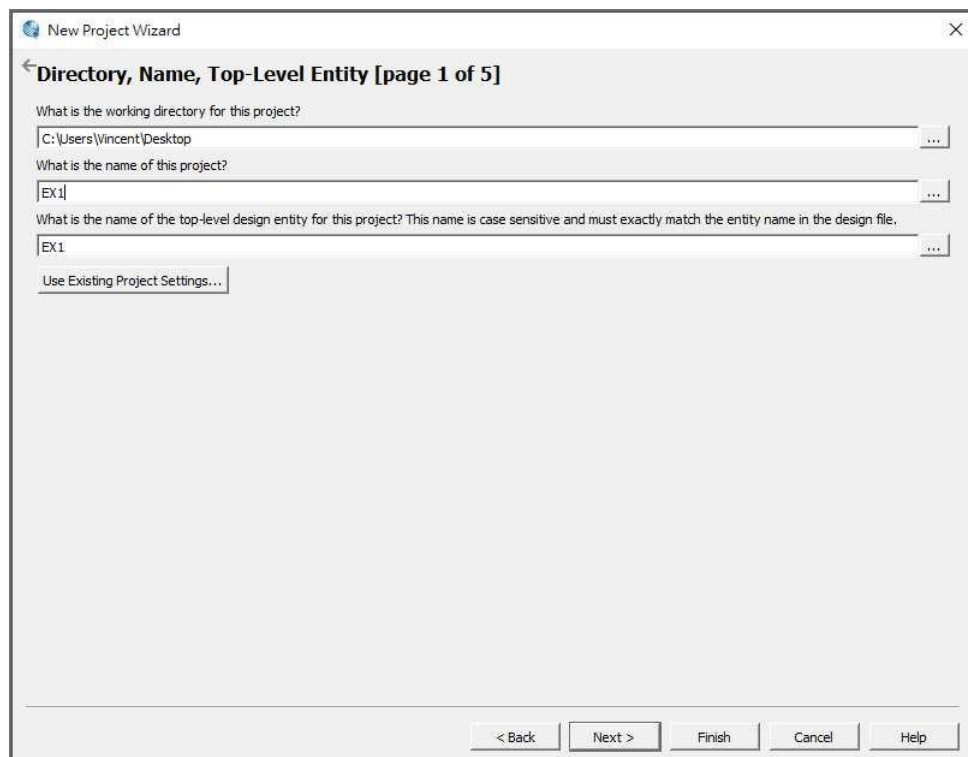 New Project Wizard
Directory, Name, Top-Level Entity [page 1 of 5]
What is the working directory for this project?
C:\Users\Vincent\Desktop
...
What is the name of this project?
EX1
...
What is the name of the top-level design entity for this project? This name is case sensitive and must exactly match the entity name in the design file.
EX1
...
Use Existing Project Settings...
< Back Next > Finish Cancel Help